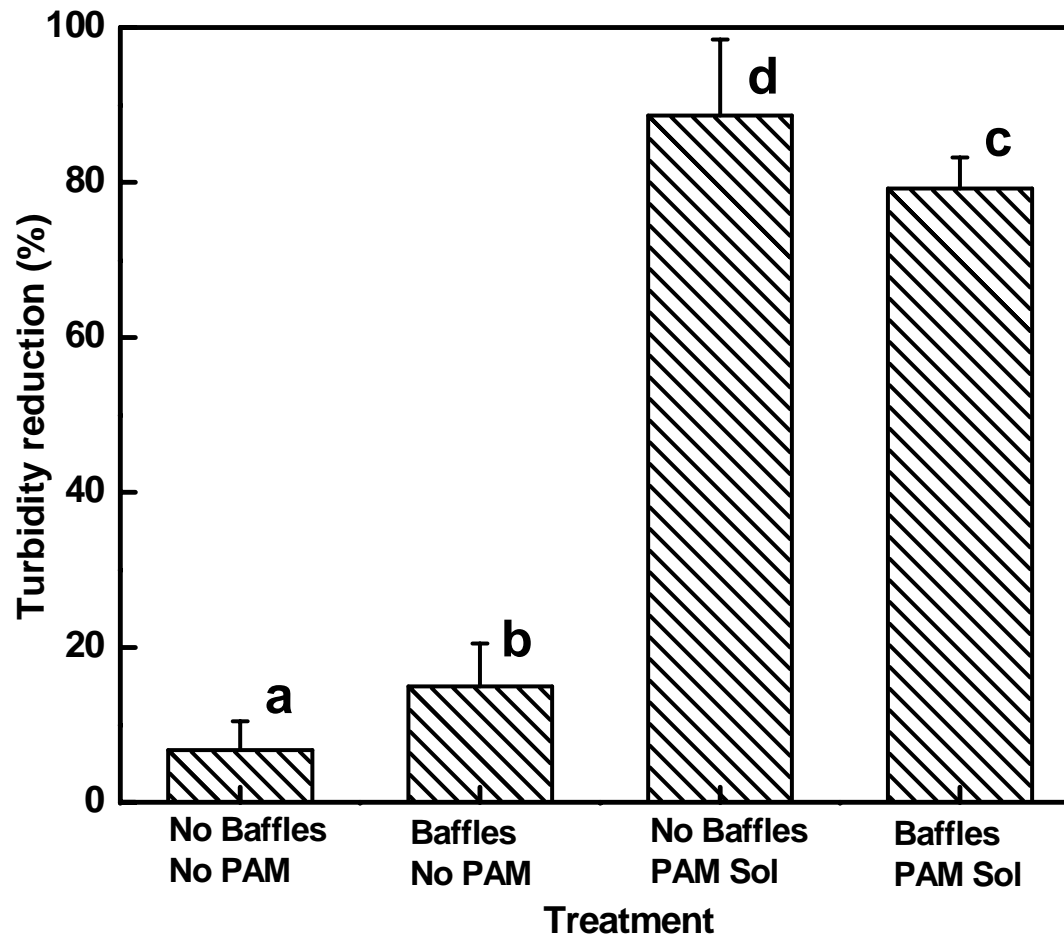 Turbidity reduction (%)
100
80
60
40
20
0
a
b
d
c
No Baffles
No PAM
Baffles
No PAM
No Baffles
PAM Sol
Baffles
PAM Sol
Treatment